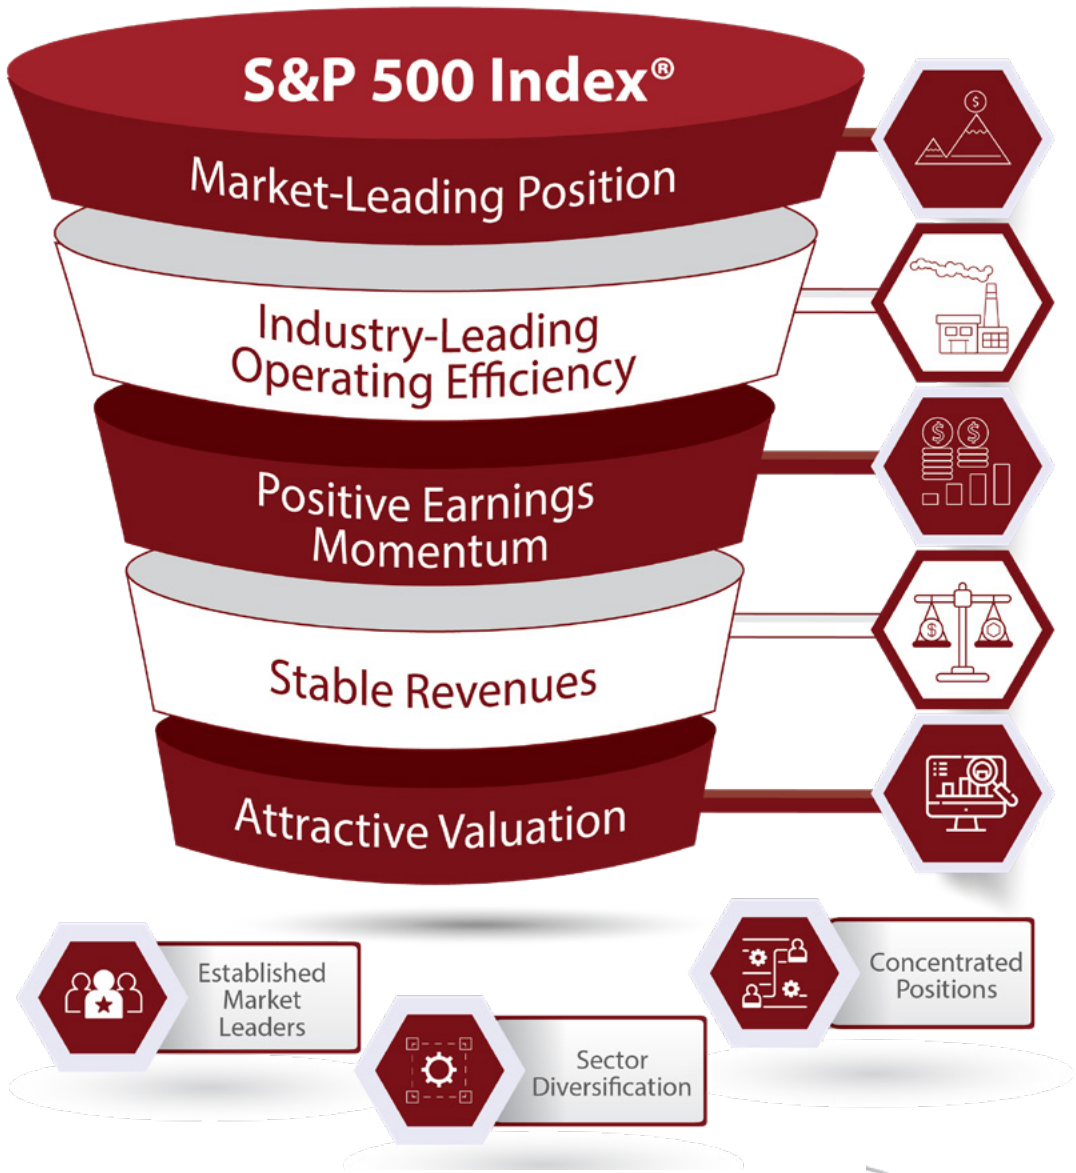 S&P 500 Index®
Market-Leading Position
Industry-Leading
Operating Efficiency
Positive Earnings
Momentum
Stable Revenues
Attractive Valuation
Established
Market
Leaders
Sector
Diversification
Concentrated
Positions